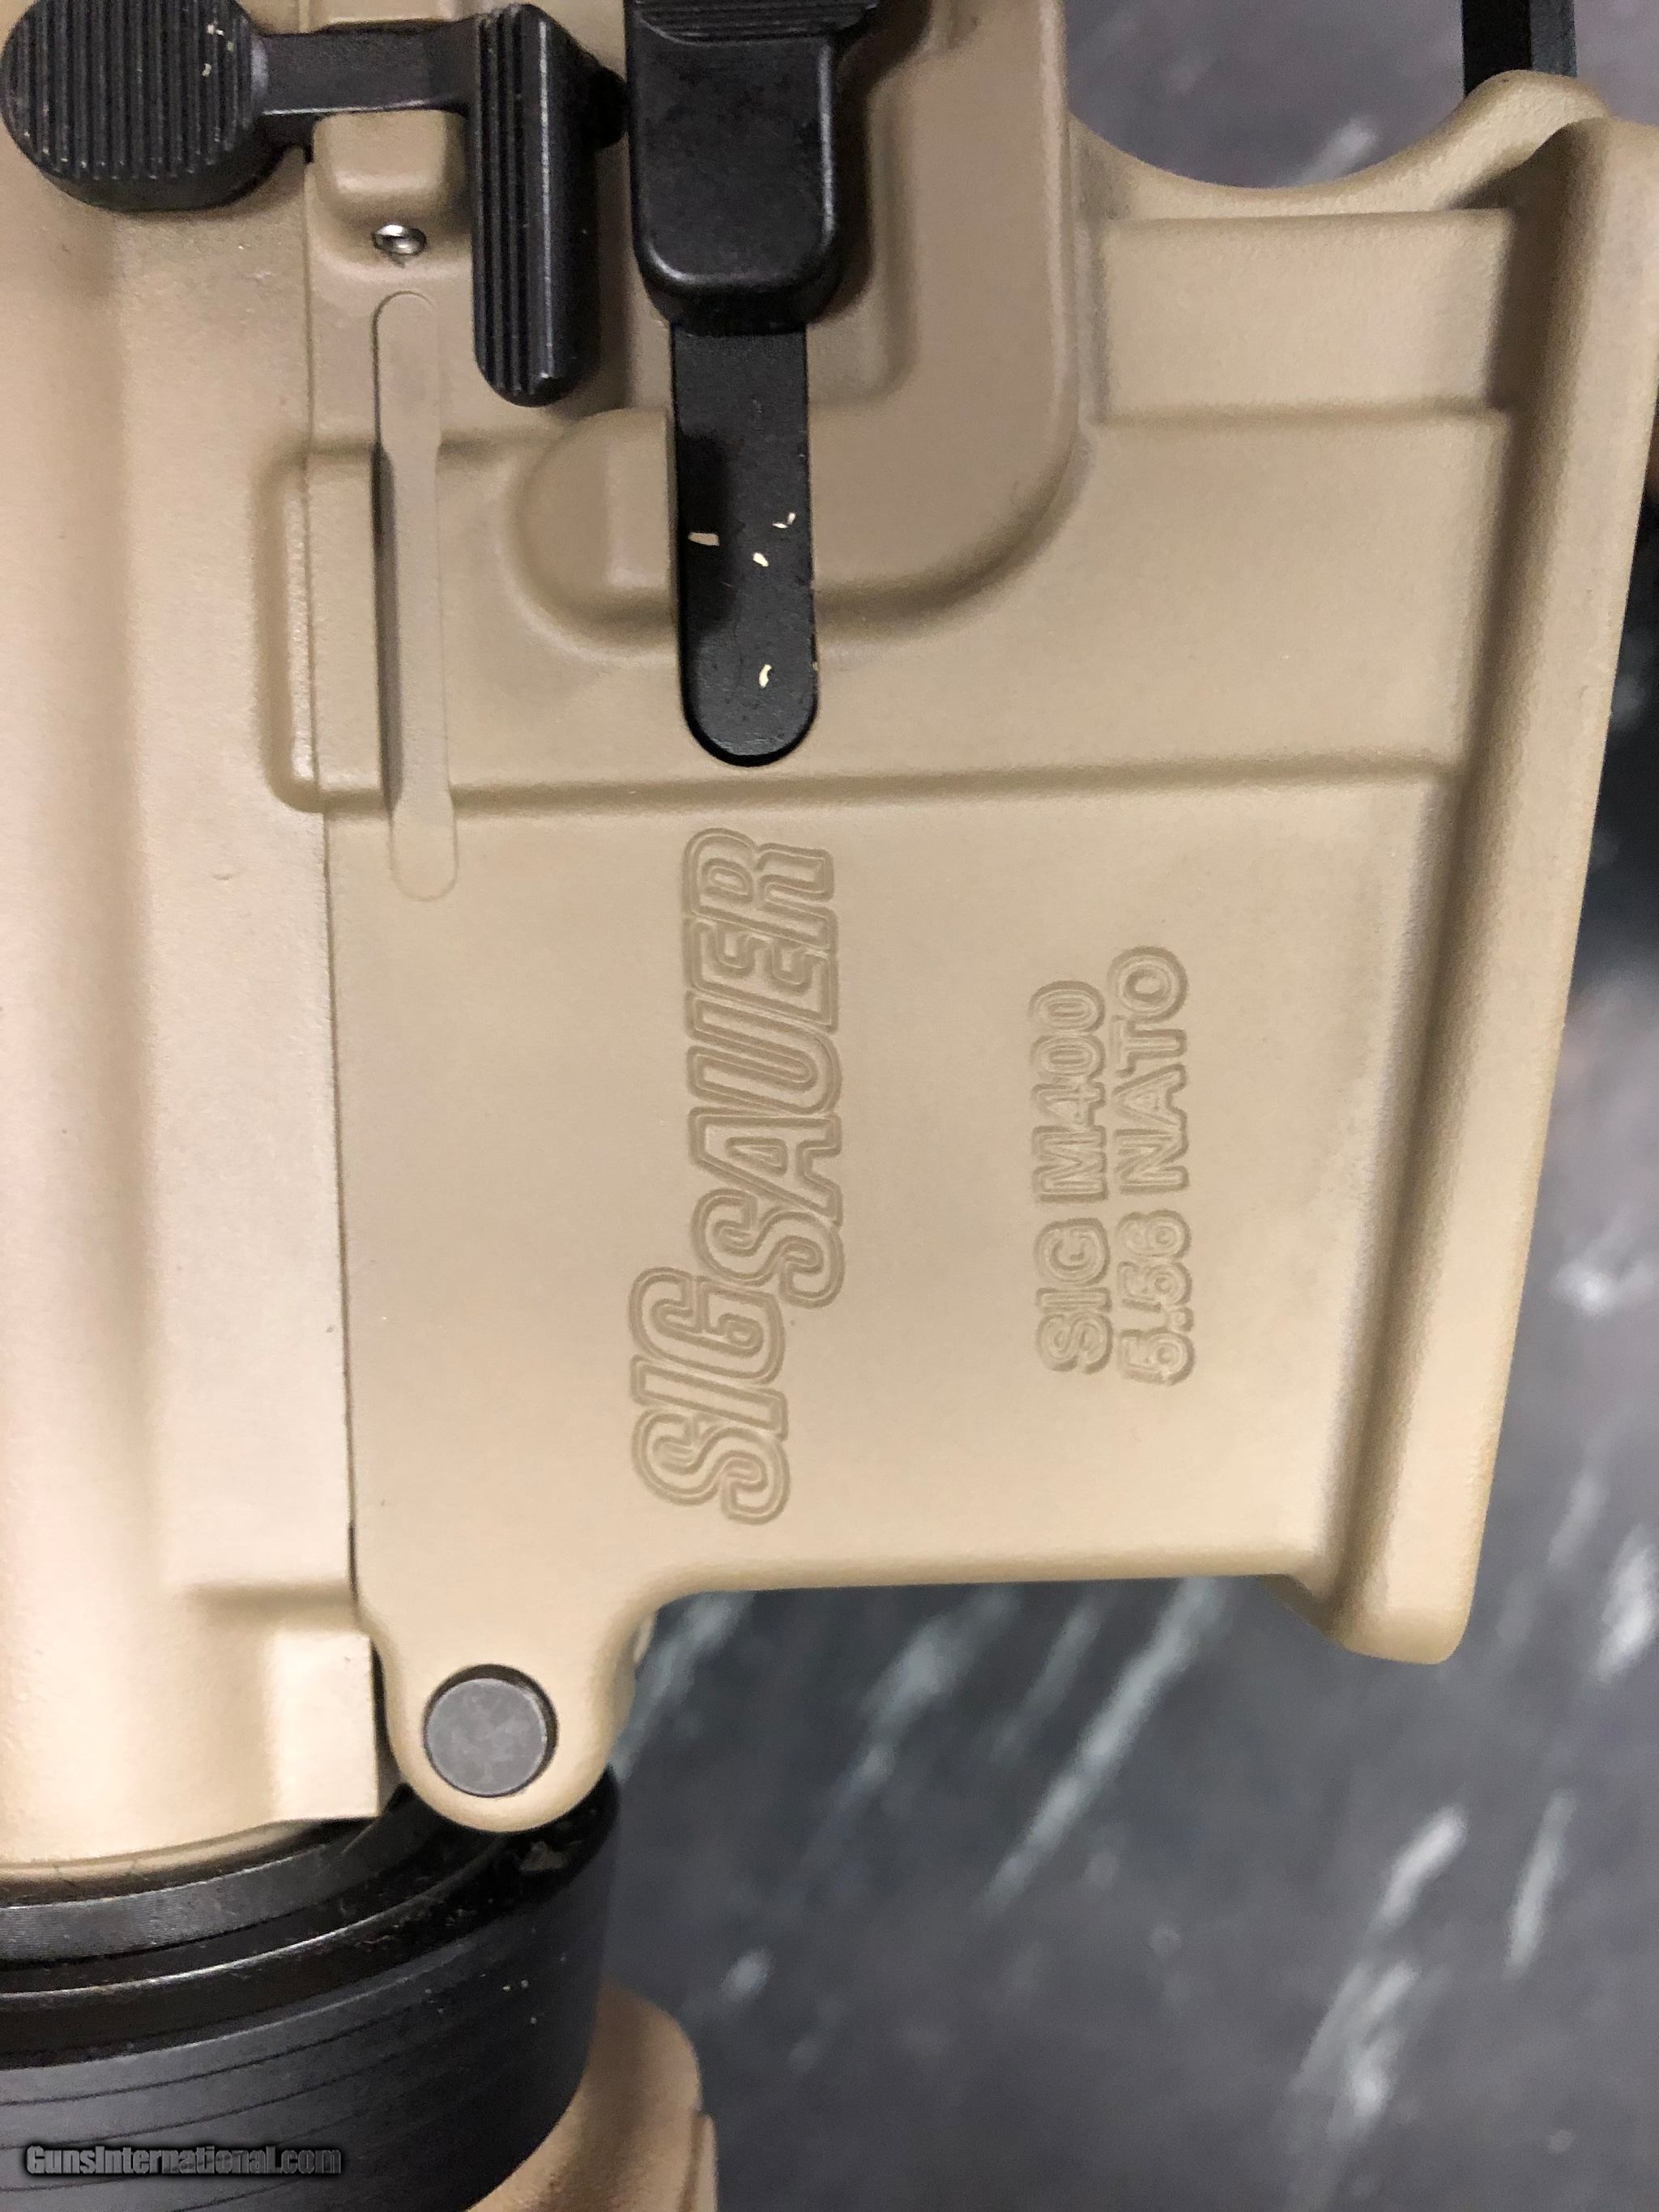 SIGSAUER
SIG M400
5.56 NATO
GunsInternational.com